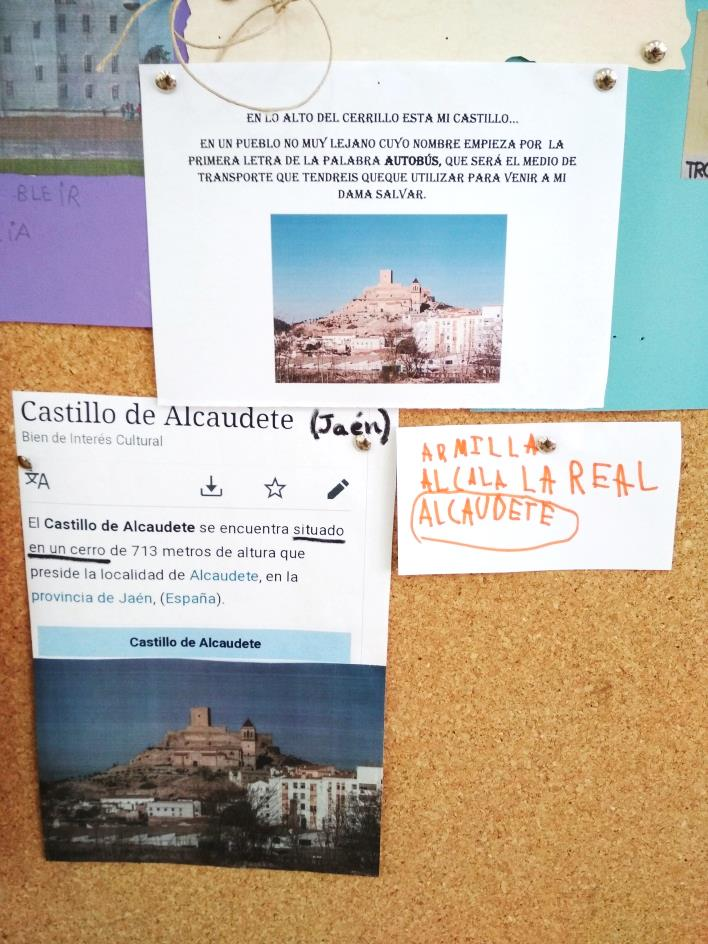 EN LO ALTO DEL CERRILLO ESTA MI CASTILLO...
EN UN PUEBLO NO MUY LEJANO CUYO NOMBRE EMPIEZA POR LA
PRIMERA LETRA DE LA PALABRA AUTOBÚS, QUE SERÁ EL MEDIO DE
TRANSPORTE QUE TENDREIS QUEQUE UTILIZAR PARA VENIR A MI
DAMA SALVAR.
TRO
BLEIR
iA
Castillo de Alcaudete (Jaén)
Bien de Interés Cultural
El Castillo de Alcaudete se encuentra situado
en un cerro de 713 metros de altura que
preside la localidad de Alcaudete, en la
provincia de Jaén, (España).
Castillo de Alcaudete
ARMILLA
ALCALA LA REAL
ALCAUDETE